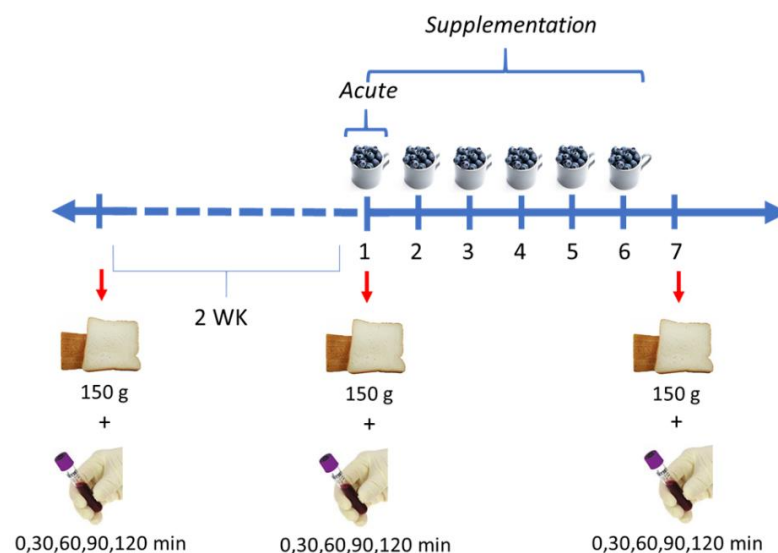 Supplementation
Acute
1 2 3 4 5 6 7
2 WK
150 g 150 g 150 g
+ + +
0,30,60,90,120 min 0,30,60,90,120 min 0,30,60,90,120 min